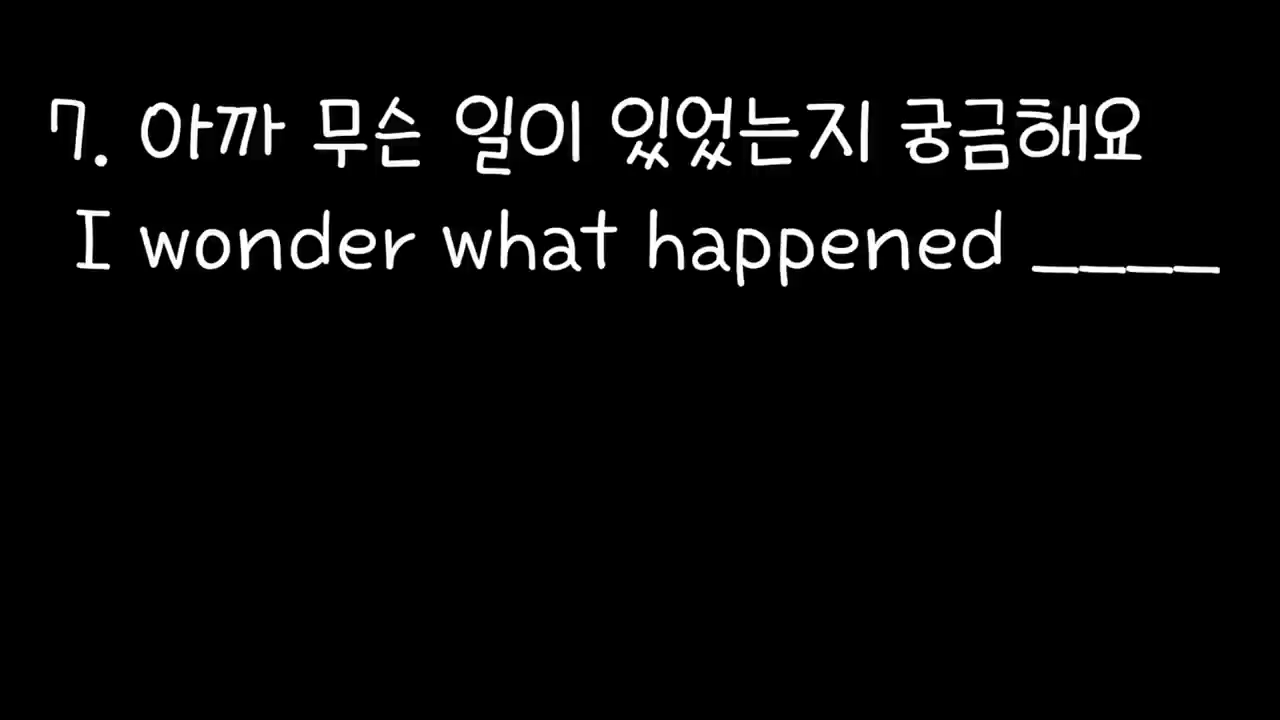 7. 아까 무슨 일이 있었는지 궁금해요
I wonder what happened ____